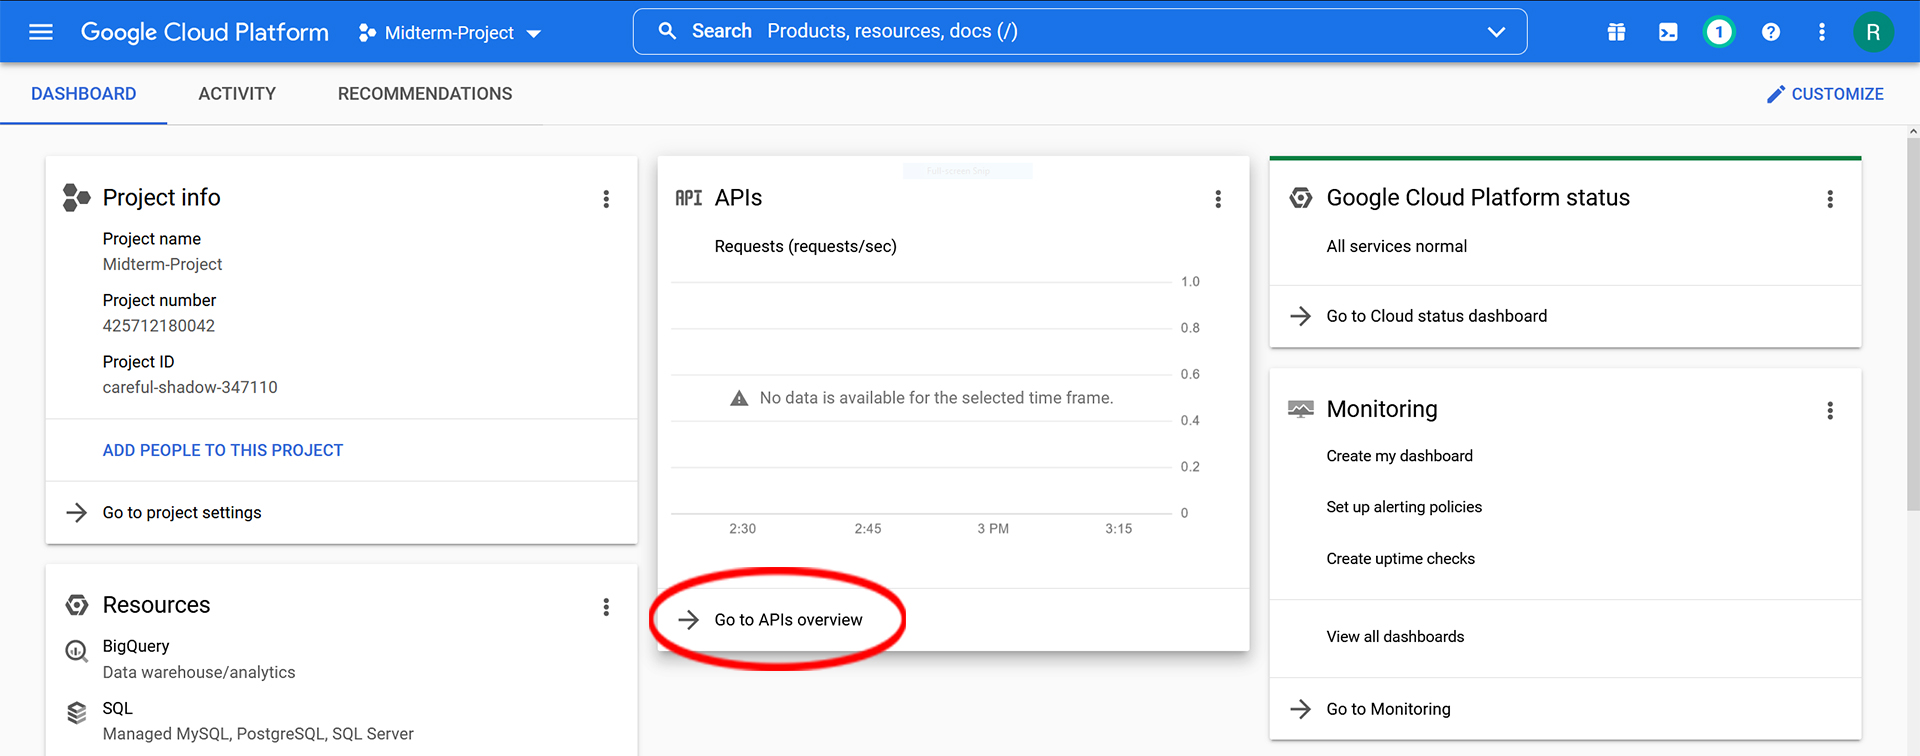 Google Cloud Platform
Midterm-Project
Search Products, resources, docs (/)
1
?
R
DASHBOARD
ACTIVITY
RECOMMENDATIONS
CUSTOMIZE
Project info
Project name
Midterm-Project
Project number
425712180042
Project ID
careful-shadow-347110
ADD PEOPLE TO THIS PROJECT
Go to project settings
Resources
BigQuery
Data warehouse/analytics
SQL
Managed MySQL, PostgreSQL, SQL Server
Full-screen Snip
API APIs
Requests (requests/sec)
1.0
0.8
0.6
No data is available for the selected time frame.
0.4
0.2
0
2:30 2:45 3 PM 3:15
Go to APIs overview
Google Cloud Platform status
All services normal
Go to Cloud status dashboard
Monitoring
Create my dashboard
Set up alerting policies
Create uptime checks
View all dashboards
Go to Monitoring